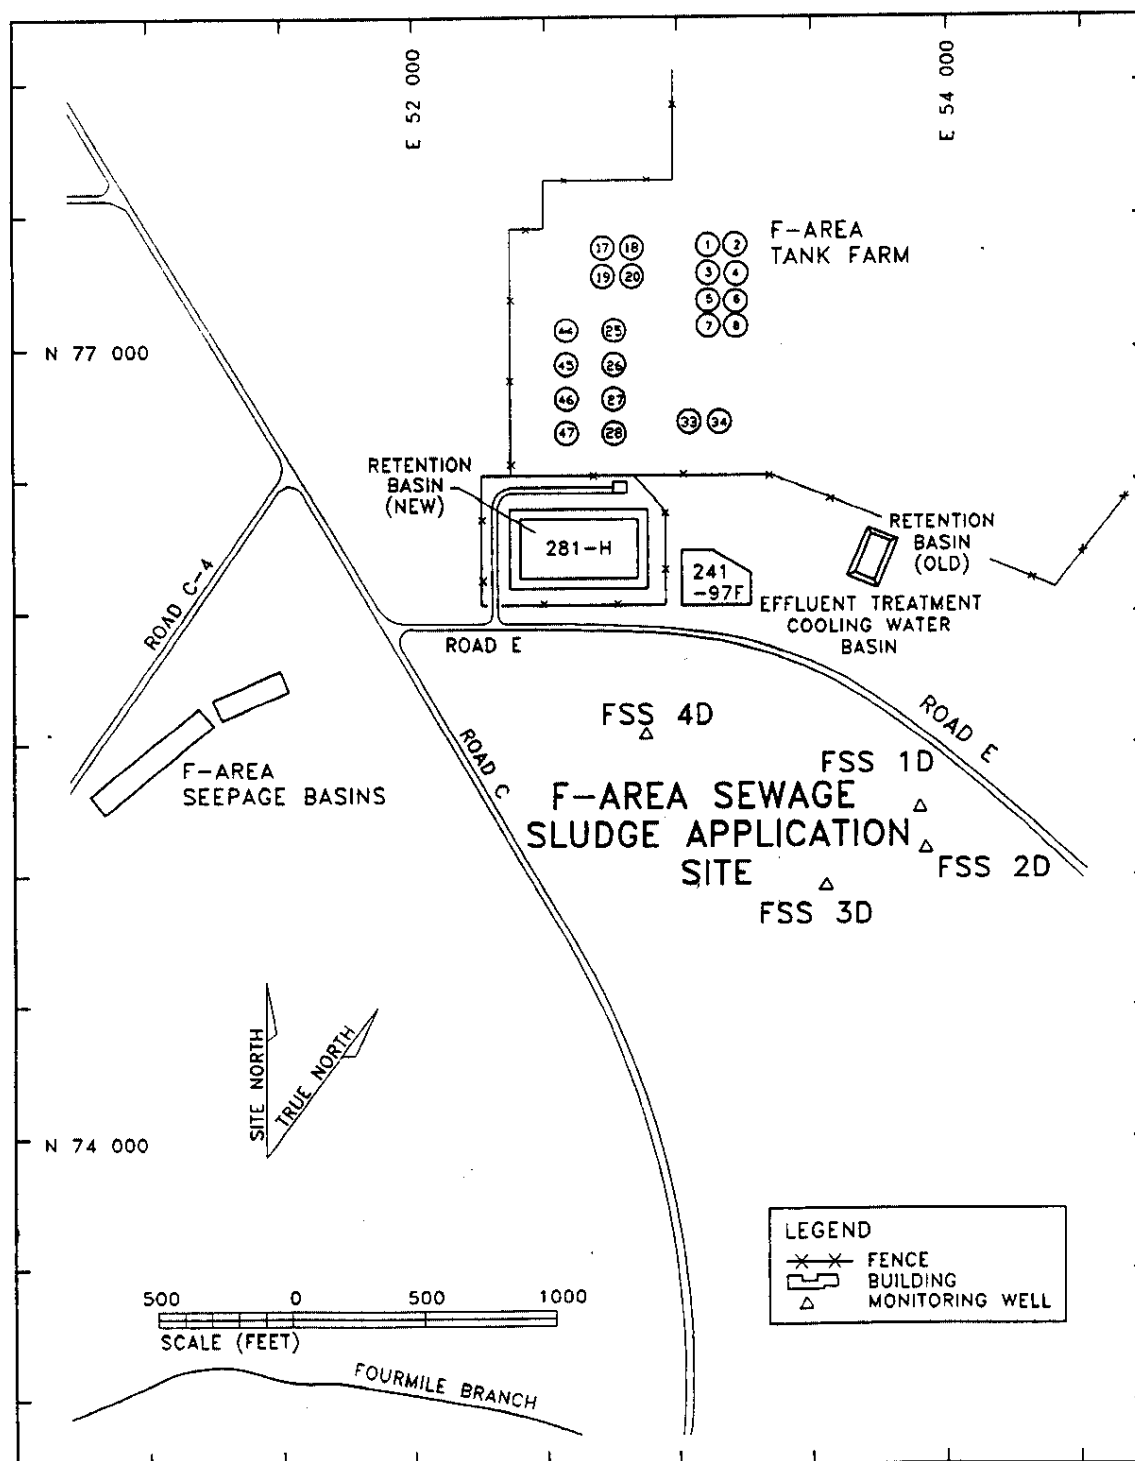 E 52 000
E 54 000
F-AREA
TANK FARM
17 18
19 20
1 2
3 4
5 6
7 8
N 77 000
44 25
45 26
46 27
47 28
33 34
RETENTION
BASIN
(NEW)
281-H
241
-97F
RETENTION
BASIN
(OLD)
EFFLUENT TREATMENT
COOLING WATER
BASIN
ROAD C-4
ROAD E
ROAD E
ROAD C
F-AREA
SEEPAGE BASINS
FSS 4D
FSS 1D
F-AREA SEWAGE
SLUDGE APPLICATION
SITE
FSS 2D
FSS 3D
SITE NORTH
TRUE NORTH
N 74 000
LEGEND
FENCE
BUILDING
MONITORING WELL
500 0 500 1000
SCALE (FEET)
FOURMILE BRANCH